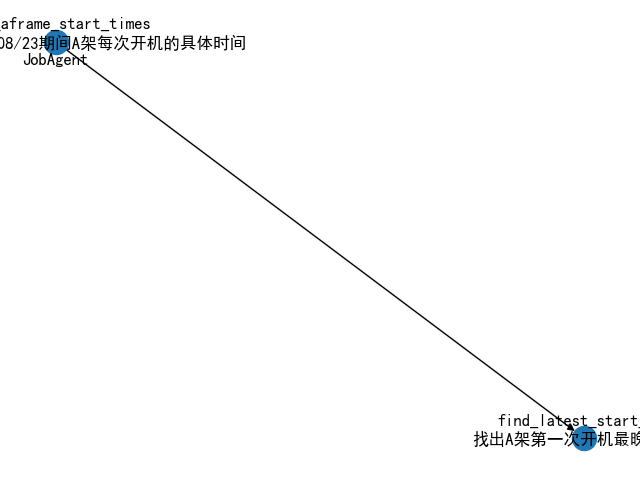 _aframe_start_times
08/23期间A架每次开机的具体时间
JobAgent
find_latest_start_
找出A架第一次开机最晚